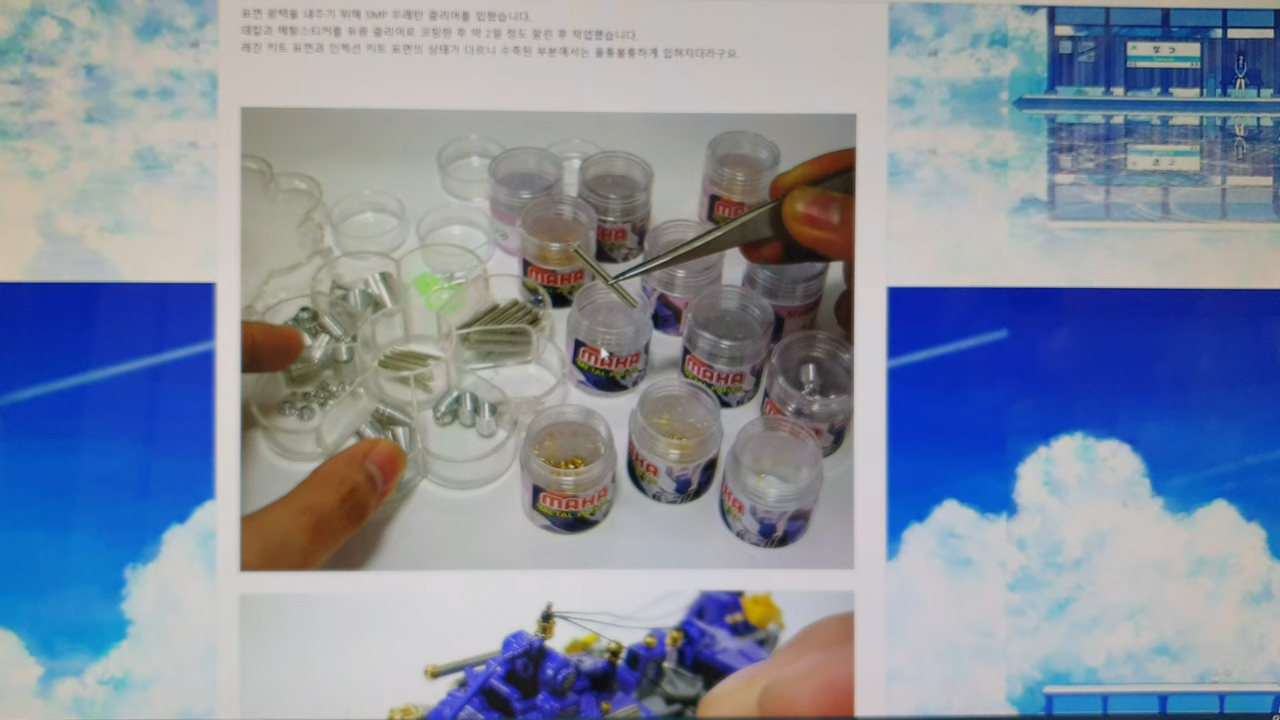 표면 광택을 내주기 위해 SMP 우레탄 클리어를 입혔습니다.
데칼과 메탈스티커를 유광 클리어로 코팅한 후 약 2일 정도 말린 후 작업했습니다.
레진 키트 표면과 인젝션 키트 표면의 상태가 다르니 수축된 부분에서는 울퉁불퉁하게 입혀지더라구요.
なつ
MAHA
MAHA
MAHA
MAHA
METAL
MAHA
MAHA
METAL